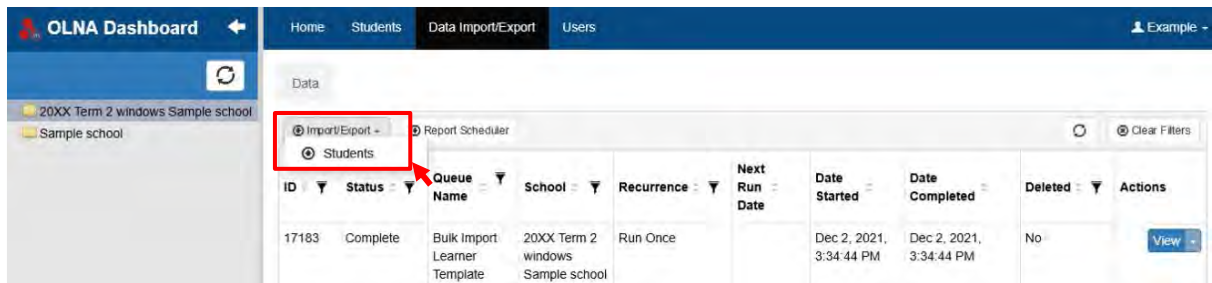 OLNA Dashboard
Home Students Data Import/Export Users Example
Data
20XX Term 2 windows Sample school
Sample school
Import/Export Report Scheduler Clear Filters
Students
ID Status Queue Name School Recurrence Next Run Date Date Started Date Completed Deleted Actions
17183 Complete Bulk Import Learner Template 20XX Term 2 windows Sample school Run Once Dec 2, 2021, 3:34:44 PM Dec 2, 2021, 3:34:44 PM No View